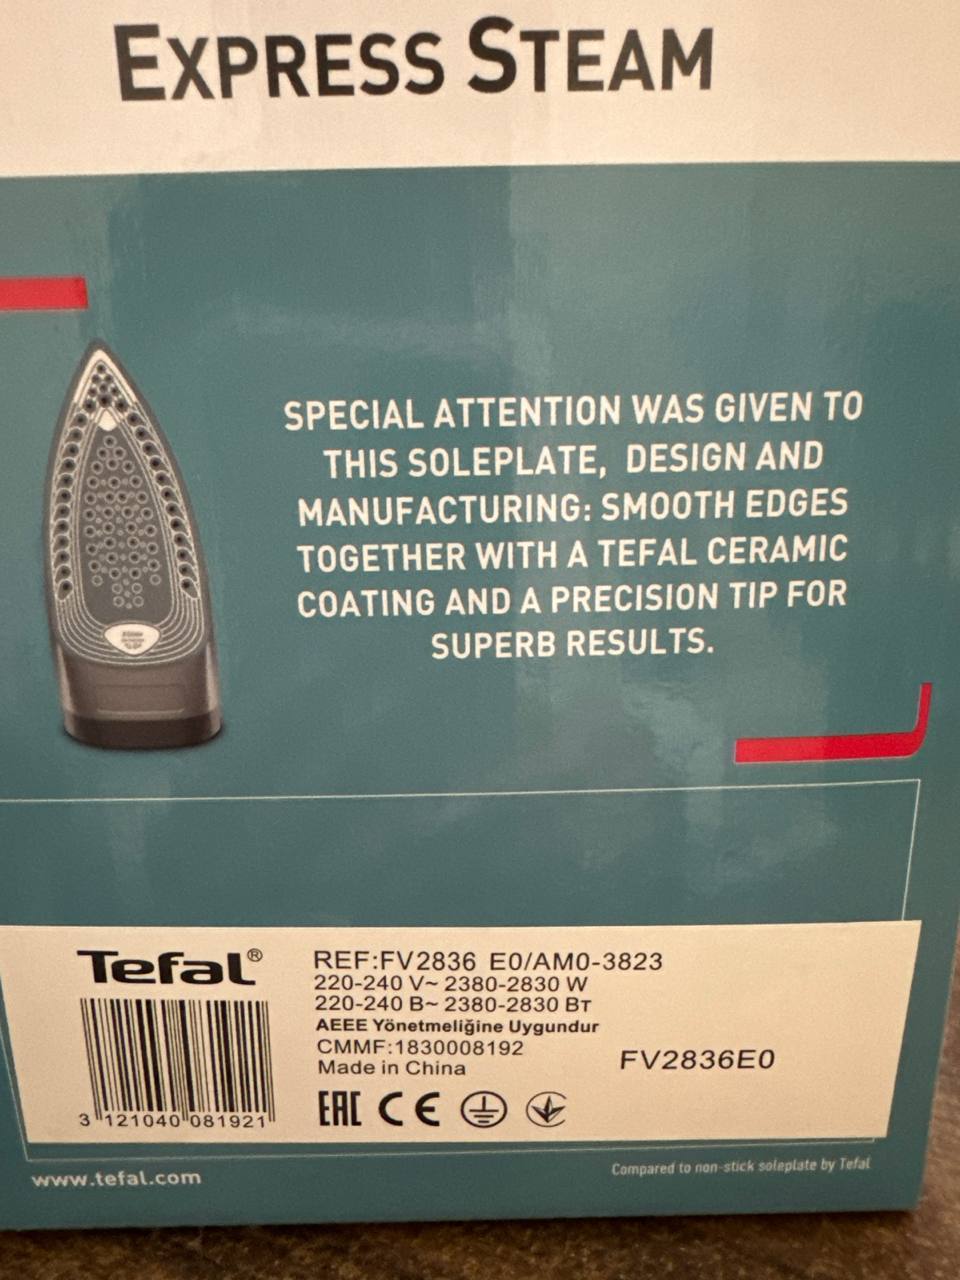 EXPRESS STEAM
SPECIAL ATTENTION WAS GIVEN TO
THIS SOLEPLATE, DESIGN AND
MANUFACTURING: SMOOTH EDGES
TOGETHER WITH A TEFAL CERAMIC
COATING AND A PRECISION TIP FOR
SUPERB RESULTS.
Tefal®
REF:FV2836 E0/AM0-3823
220-240 V~ 2380-2830 W
220-240 В~ 2380-2830 Вт
AEEE Yönetmeliğine Uygundur
CMMF:1830008192
Made in China
FV2836E0
3 121040 081921
EAC CE
www.tefal.com
Compared to non-stick soleplate by Tefal